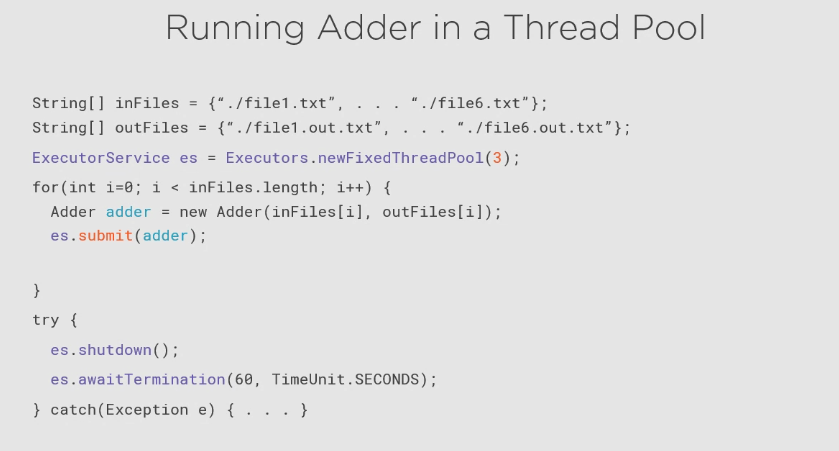 Running Adder in a Thread Pool
String[] inFiles = {“./file1.txt”, . . . “./file6.txt”};
String[] outFiles = {“./file1.out.txt”, . . . “./file6.out.txt”};
ExecutorService es = Executors.newFixedThreadPool(3);
for(int i=0; i < inFiles.length; i++) {
  Adder adder = new Adder(inFiles[i], outFiles[i]);
  es.submit(adder);
}
try {
  es.shutdown();
  es.awaitTermination(60, TimeUnit.SECONDS);
} catch(Exception e) { . . . }